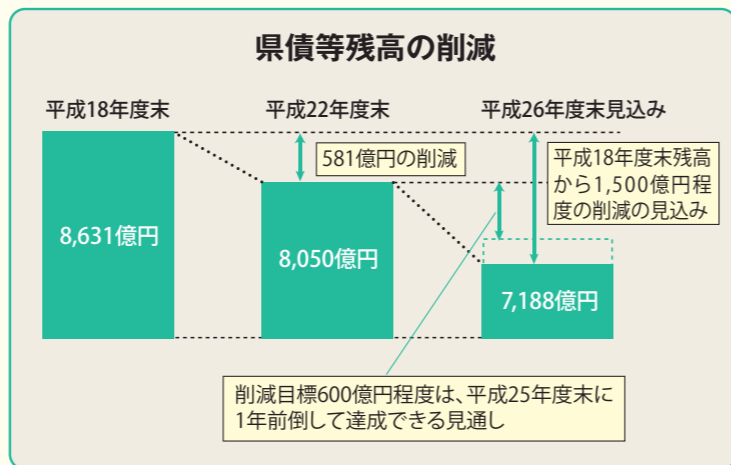 県債等残高の削減
平成18年度末
平成22年度末
平成26年度末見込み
581億円の削減
平成18年度末残高
から1,500億円程
度の削減の見込み
8,631億円
8,050億円
7,188億円
削減目標600億円程度は、平成25年度末に
1年前倒して達成できる見通し